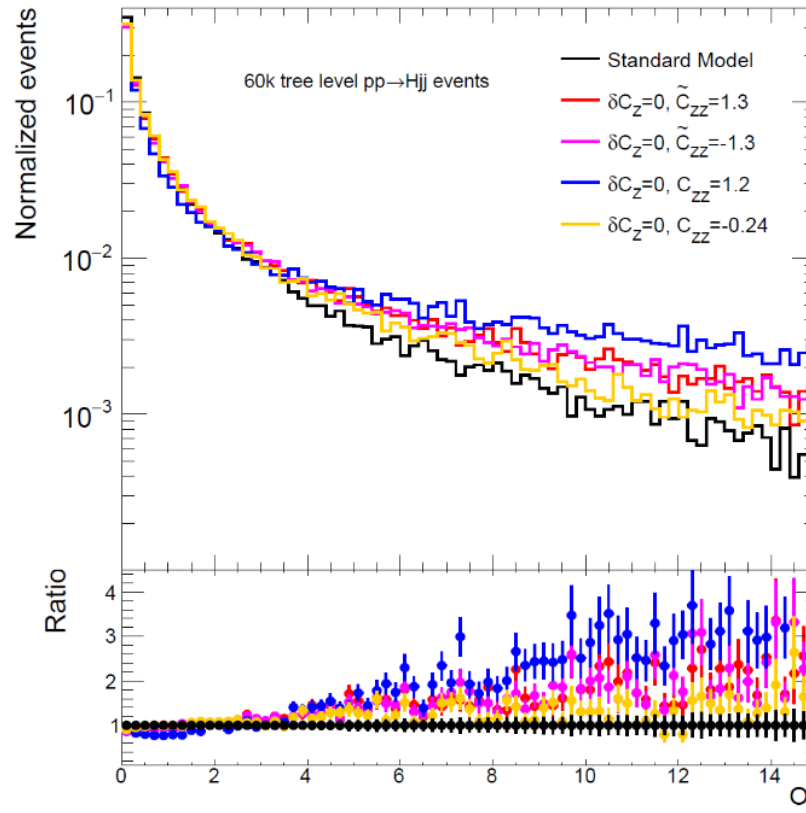 Normalized events
10⁻¹
10⁻²
10⁻³
60k tree level pp→Hjj events
Standard Model
δC_z=0, C̃_zz=1.3
δC_z=0, C̃_zz=-1.3
δC_z=0, C_zz=1.2
δC_z=0, C_zz=-0.24
Ratio
4
3
2
1
0 2 4 6 8 10 12 14